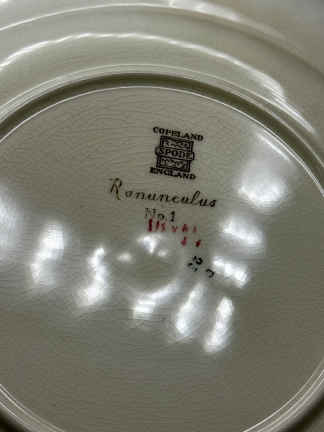 COPELAND
SPODE
ENGLAND
Ranunculus
No. 1